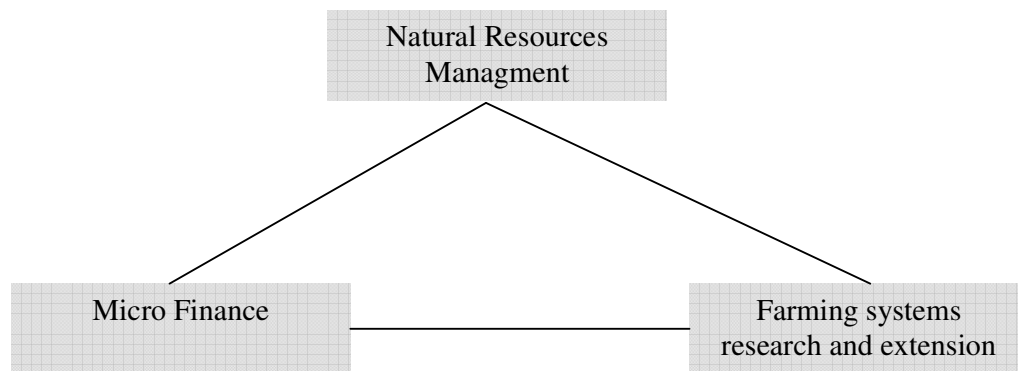 Natural Resources
Managment
Micro Finance
Farming systems
research and extension